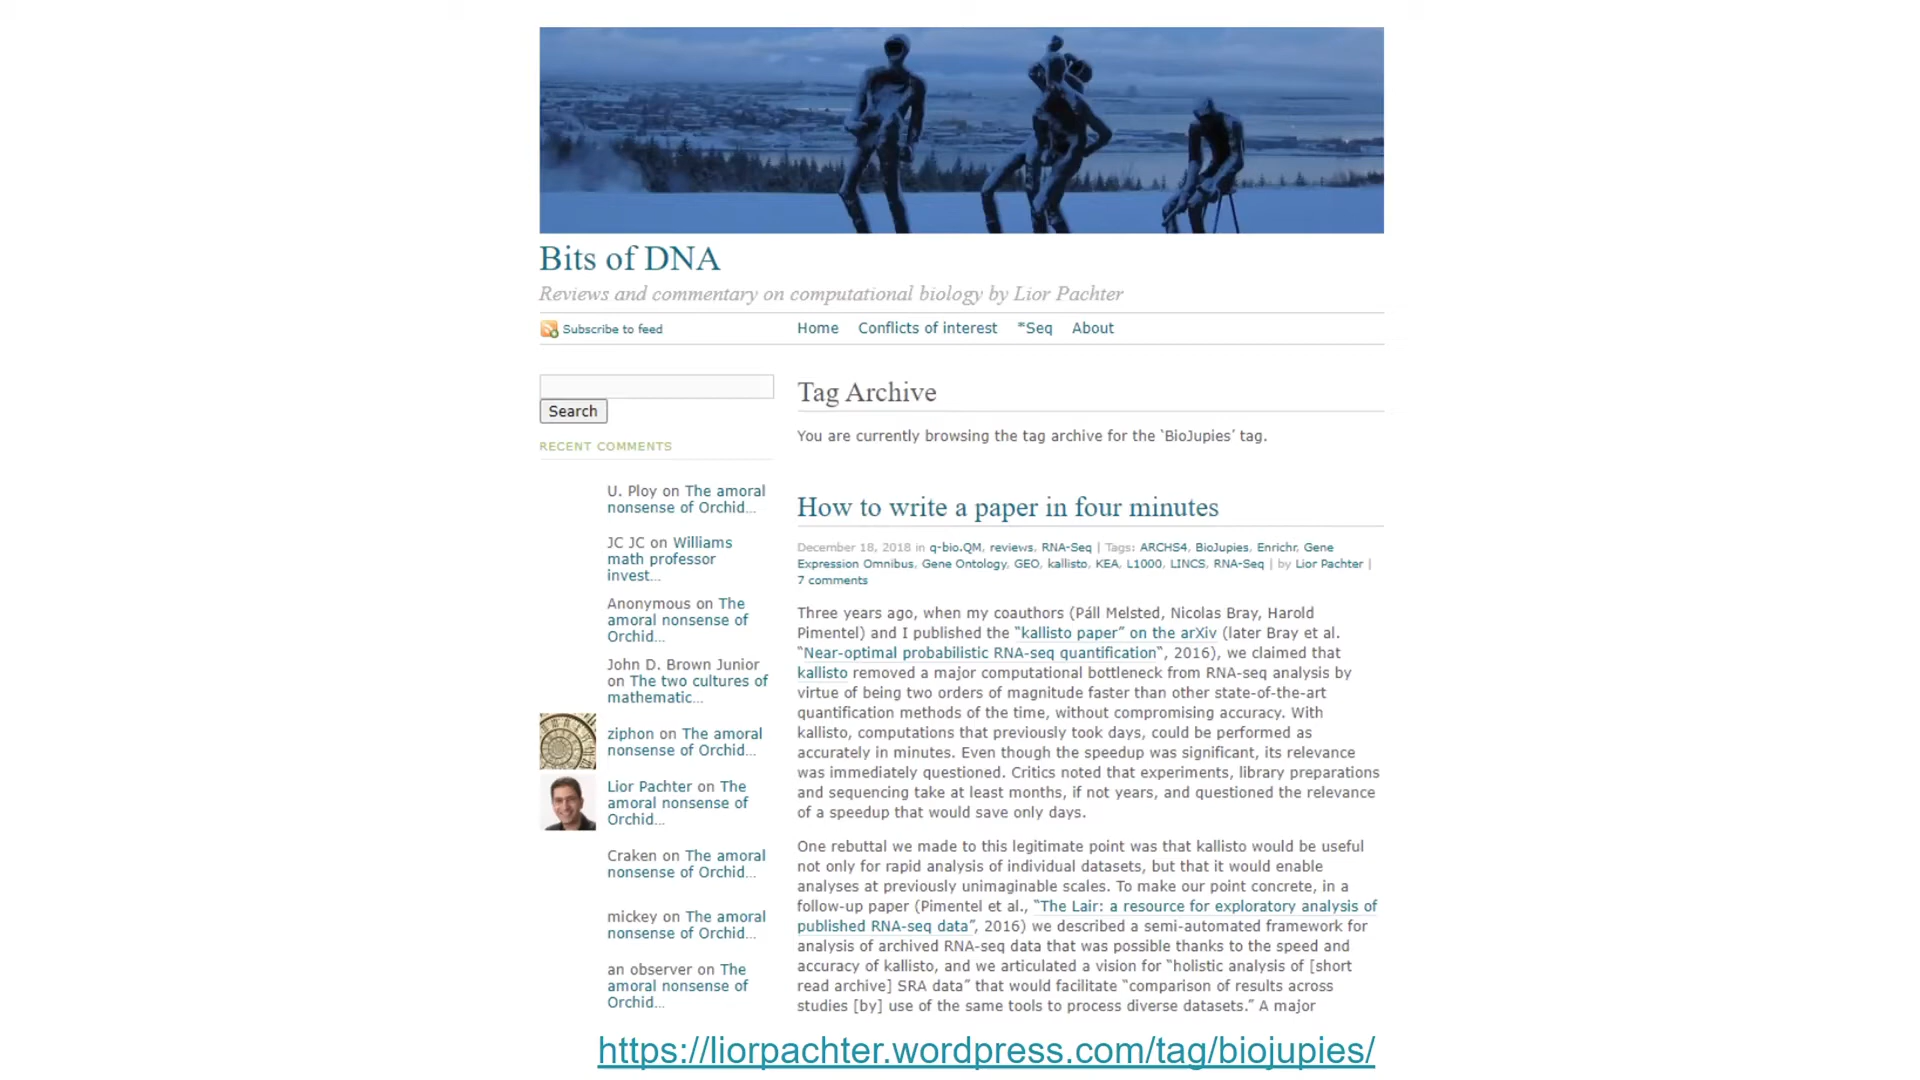 Bits of DNA
Reviews and commentary on computational biology by Lior Pachter
Subscribe to feed
Home Conflicts of interest *Seq About
Search
RECENT COMMENTS
U. Ploy on The amoral
nonsense of Orchid...
JC JC on Williams
math professor
invest...
Anonymous on The
amoral nonsense of
Orchid...
John D. Brown Junior
on The two cultures of
mathematic...
ziphon on The amoral
nonsense of Orchid...
Lior Pachter on The
amoral nonsense of
Orchid...
Craken on The amoral
nonsense of Orchid...
mickey on The amoral
nonsense of Orchid...
an observer on The
amoral nonsense of
Orchid...
Tag Archive
You are currently browsing the tag archive for the ‘BioJupies’ tag.
How to write a paper in four minutes
December 18, 2018 in q-bio.QM, reviews, RNA-Seq | Tags: ARCHS4, BioJupies, Enrichr, Gene
Expression Omnibus, Gene Ontology, GEO, kallisto, KEA, L1000, LINCS, RNA-Seq | by Lior Pachter |
7 comments
Three years ago, when my coauthors (Páll Melsted, Nicolas Bray, Harold
Pimentel) and I published the “kallisto paper” on the arXiv (later Bray et al.
“Near-optimal probabilistic RNA-seq quantification“, 2016), we claimed that
kallisto removed a major computational bottleneck from RNA-seq analysis by
virtue of being two orders of magnitude faster than other state-of-the-art
quantification methods of the time, without compromising accuracy. With
kallisto, computations that previously took days, could be performed as
accurately in minutes. Even though the speedup was significant, its relevance
was immediately questioned. Critics noted that experiments, library preparations
and sequencing take at least months, if not years, and questioned the relevance
of a speedup that would save only days.
One rebuttal we made to this legitimate point was that kallisto would be useful
not only for rapid analysis of individual datasets, but that it would enable
analyses at previously unimaginable scales. To make our point concrete, in a
follow-up paper (Pimentel et al., “The Lair: a resource for exploratory analysis of
published RNA-seq data”, 2016) we described a semi-automated framework for
analysis of archived RNA-seq data that was possible thanks to the speed and
accuracy of kallisto, and we articulated a vision for “holistic analysis of [short
read archive] SRA data” that would facilitate “comparison of results across
studies [by] use of the same tools to process diverse datasets.” A major
https://liorpachter.wordpress.com/tag/biojupies/